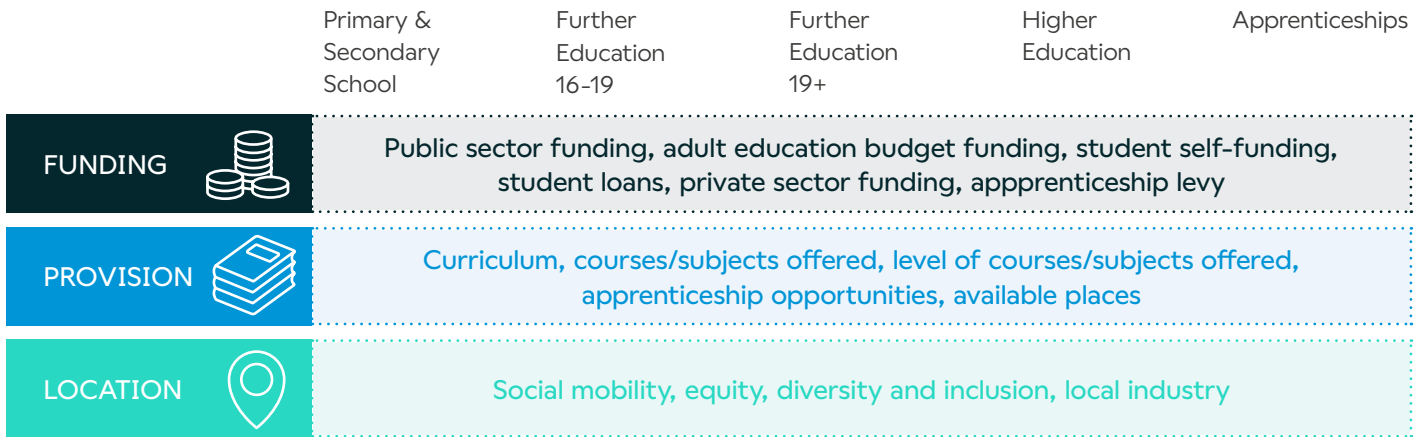 Primary &
Secondary
School
Further
Education
16-19
Further
Education
19+
Higher
Education
Apprenticeships
FUNDING
Public sector funding, adult education budget funding, student self-funding,
student loans, private sector funding, appprenticeship levy
PROVISION
Curriculum, courses/subjects offered, level of courses/subjects offered,
apprenticeship opportunities, available places
LOCATION
Social mobility, equity, diversity and inclusion, local industry